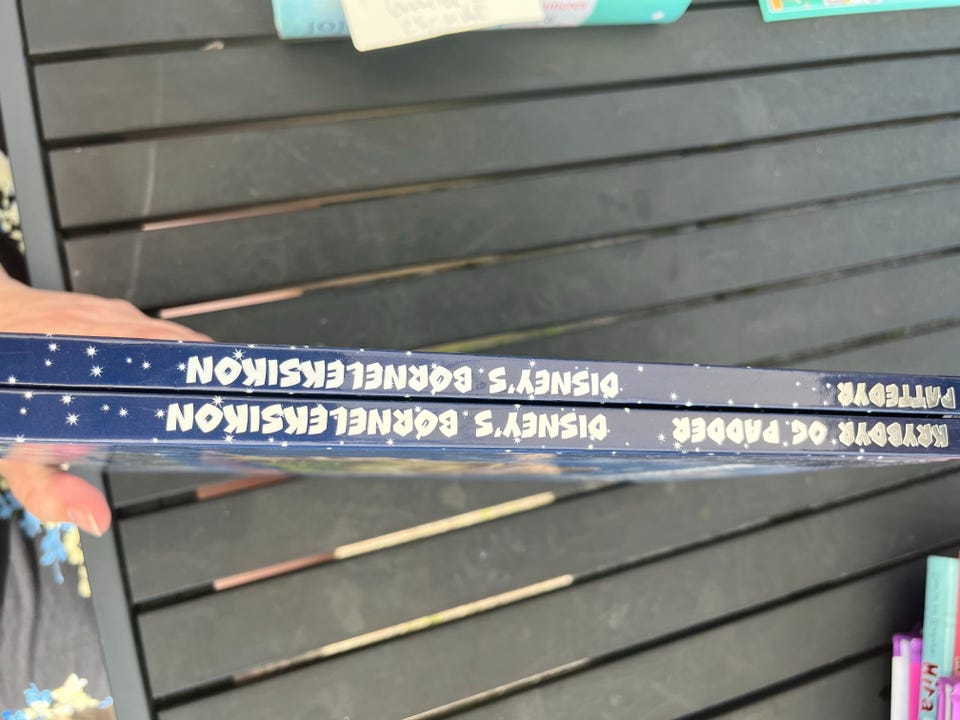 KRYBDYR OG PADDER DISNEY'S BØRNELEKSIKON
PATTEDYR DISNEY'S BØRNELEKSIKON